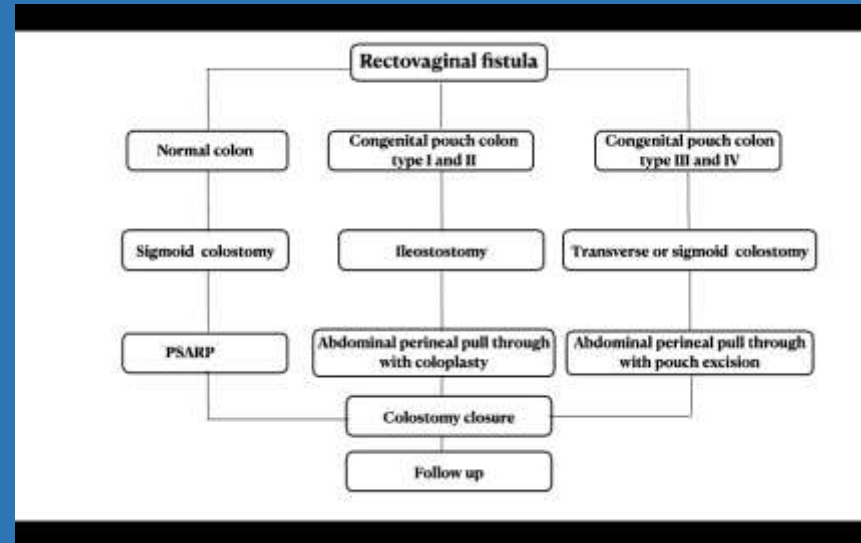 Rectovaginal fistula
Normal colon
Congenital pouch colon
type I and II
Congenital pouch colon
type III and IV
Sigmoid colostomy
Ileostostomy
Transverse or sigmoid colostomy
PSARP
Abdominal perineal pull through
with coloplasty
Abdominal perineal pull through
with pouch excision
Colostomy closure
Follow up